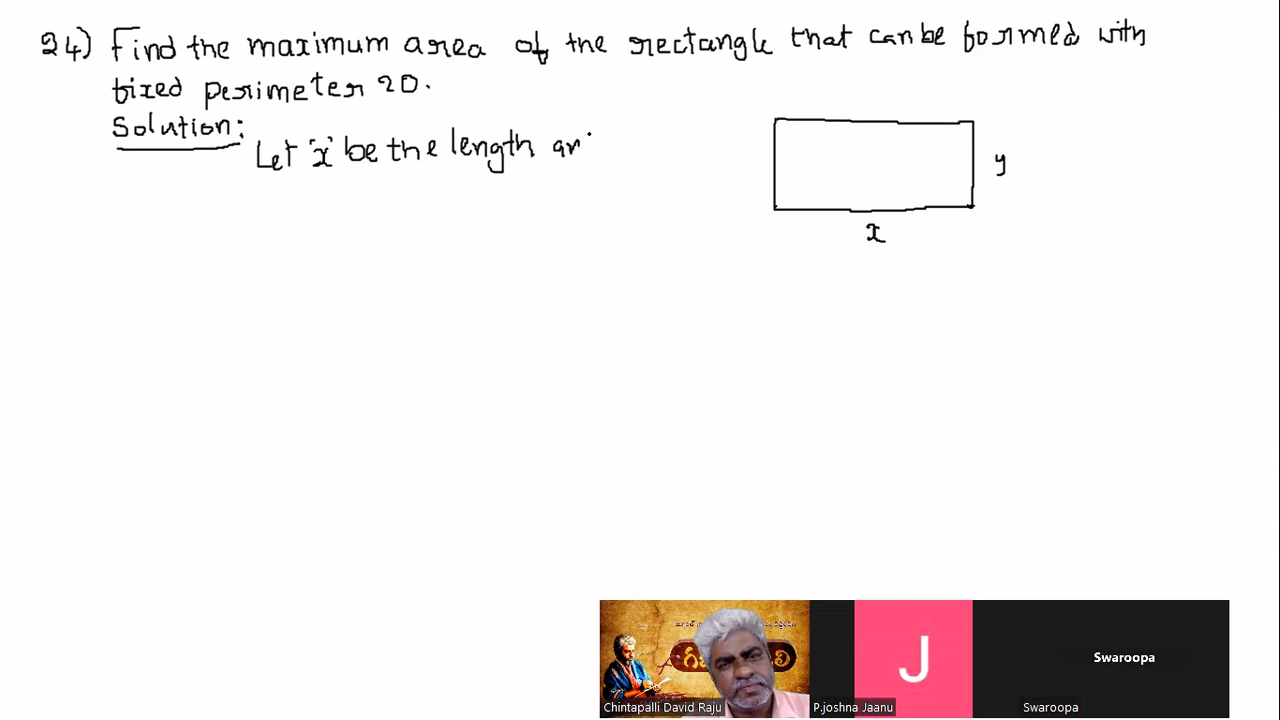 24) Find the maximum area of the rectangle that can be formed with
fixed perimeter 20.
Solution:
Let 'x' be the length an
y
x
J
Swaroopa
Chintapalli David Raju
P.joshna Jaanu
Swaroopa